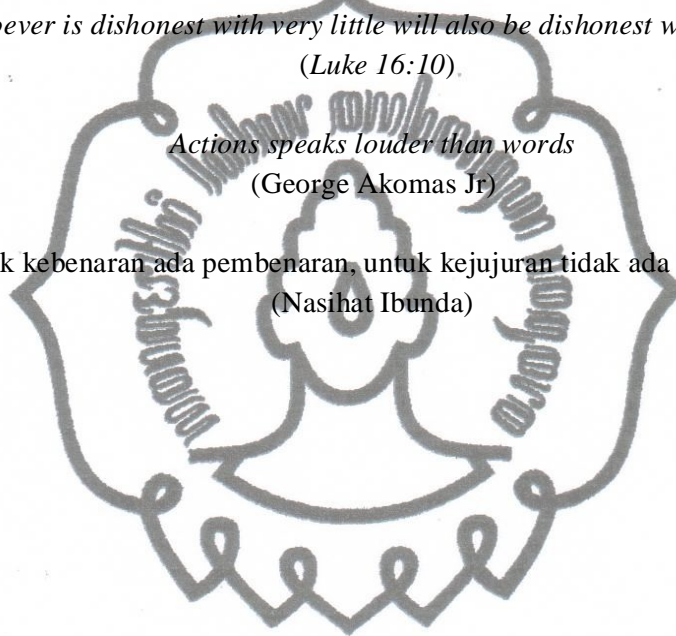 ever is dishonest with very little will also be dishonest w
(Luke 16:10)
Actions speaks louder than words
(George Akomas Jr)
k kebenaran ada pembenaran, untuk kejujuran tidak ada
(Nasihat Ibunda)